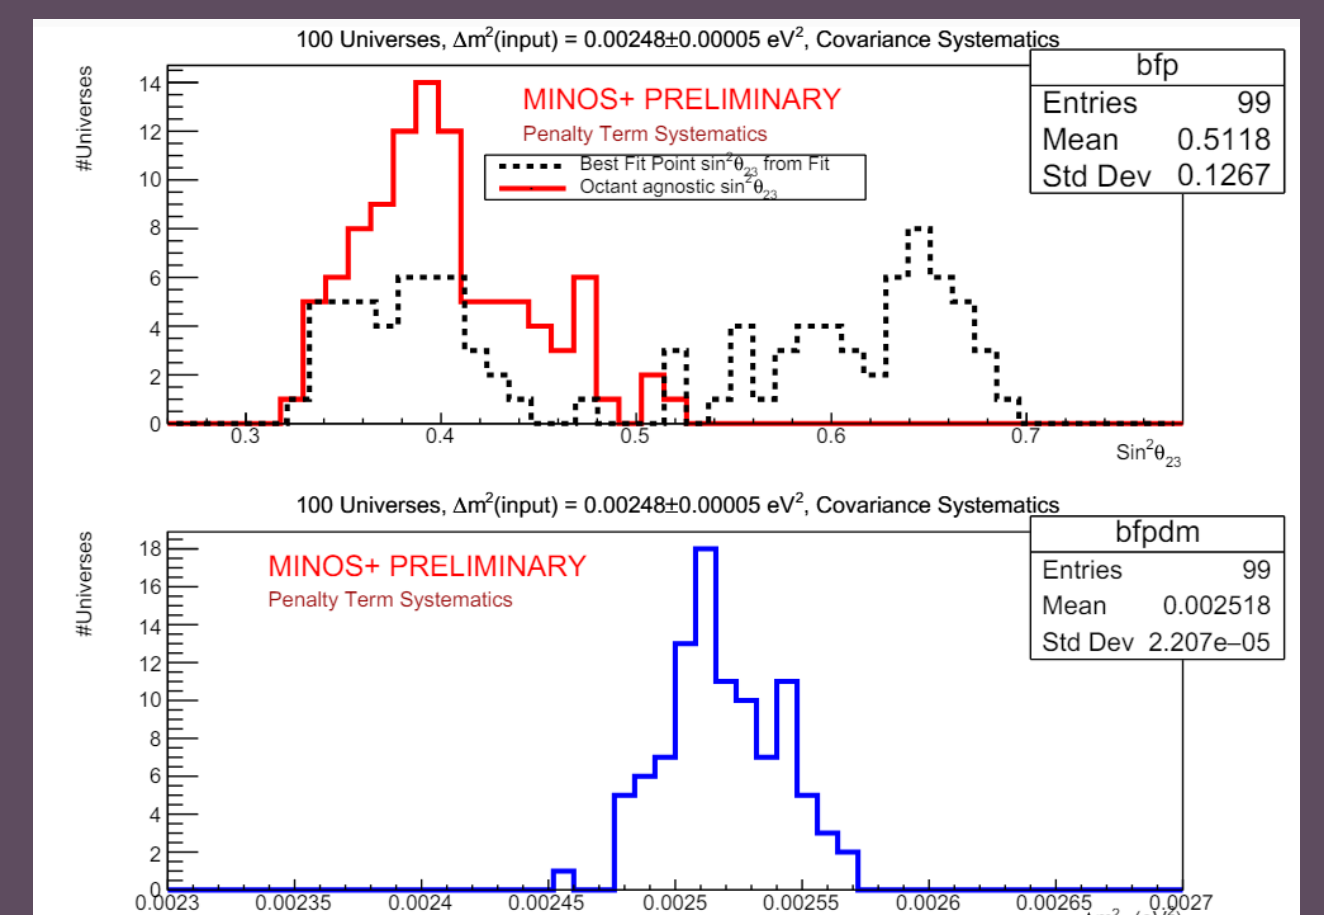 100 Universes, Δm²(input) = 0.00248±0.00005 eV², Covariance Systematics
bfp
Entries 99
Mean 0.5118
Std Dev 0.1267
#Universes
MINOS+ PRELIMINARY
Penalty Term Systematics
Best Fit Point sin²θ₂₃ from Fit
Octant agnostic sin²θ₂₃
14
12
10
8
6
4
2
0
0.3 0.4 0.5 0.6 0.7
Sin²θ₂₃
100 Universes, Δm²(input) = 0.00248±0.00005 eV², Covariance Systematics
bfpdm
Entries 99
Mean 0.002518
Std Dev 2.207e−05
#Universes
MINOS+ PRELIMINARY
Penalty Term Systematics
18
16
14
12
10
8
6
4
2
0
0.0023 0.00235 0.0024 0.00245 0.0025 0.00255 0.0026 0.00265 0.0027